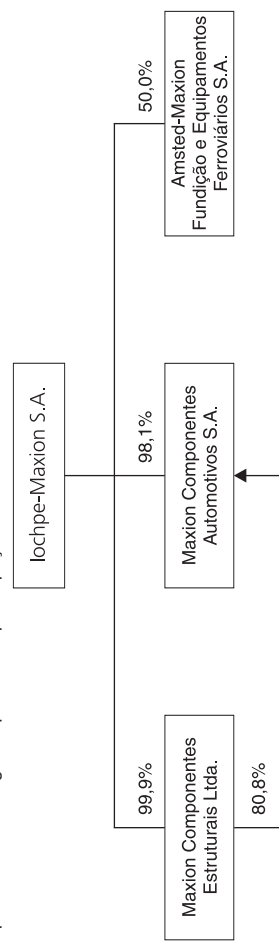 Iochpe-Maxion S.A.
99,9%
98,1%
50,0%
Maxion Componentes
Estruturais Ltda.
Maxion Componentes
Automotivos S.A.
Amsted-Maxion
Fundição e Equipamentos
Ferroviários S.A.
80,8%